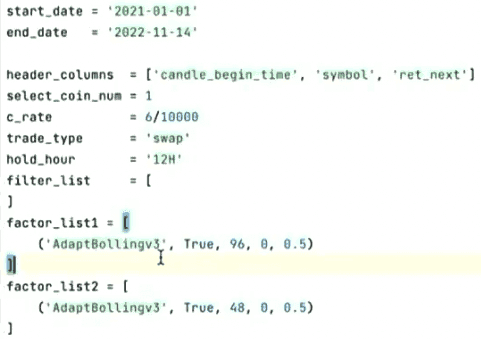 start_date = '2021-01-01'
end_date   = '2022-11-14'
header_columns  = ['candle_begin_time', 'symbol', 'ret_next']
select_coin_num = 1
c_rate          = 6/10000
trade_type      = 'swap'
hold_hour       = '12H'
filter_list     = [
]
factor_list1 = [
    ('AdaptBollingv3', True, 96, 0, 0.5)
]
factor_list2 = [
    ('AdaptBollingv3', True, 48, 0, 0.5)
]